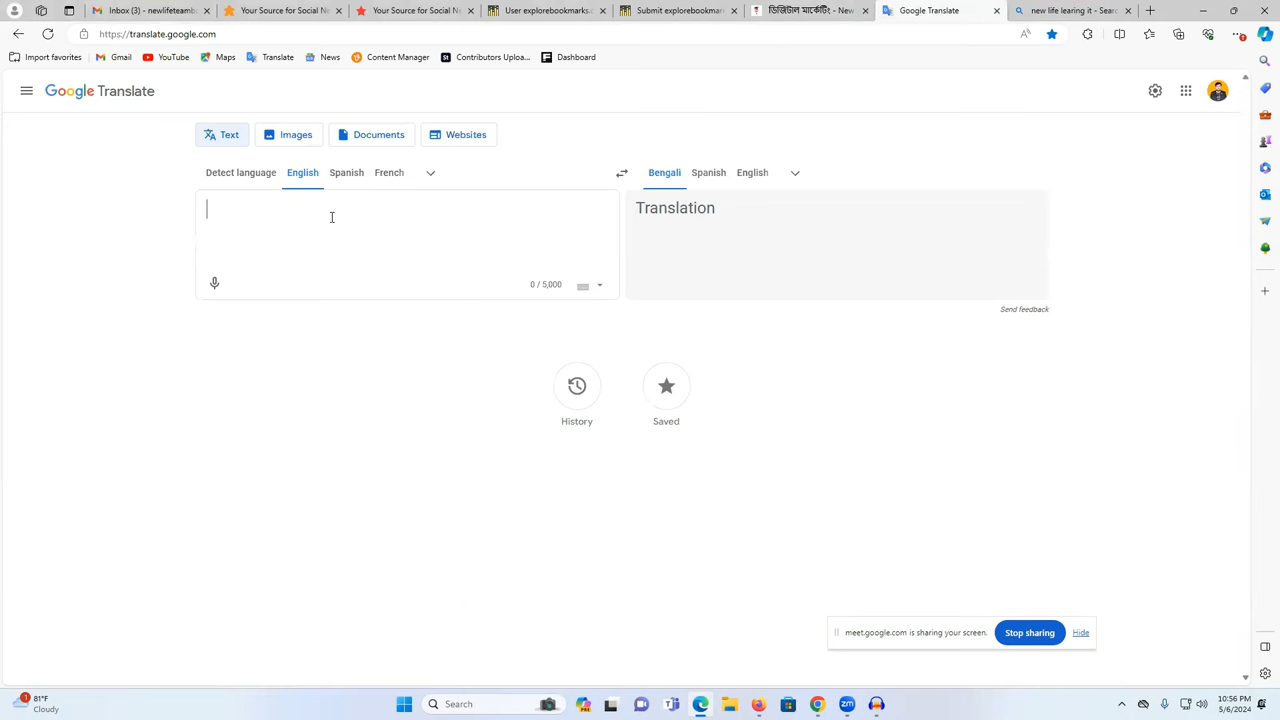 Inbox (3) - newlifeteamb
Your Source for Social Ne
Your Source for Social Ne
User explorebookmarks.c
Submit explorebookmar
ডিজিটাল মার্কেটিং - New
Google Translate
new life learing it - Searc
https://translate.google.com
Import favorites
Gmail
YouTube
Maps
Translate
News
Content Manager
Contributors Uploa...
Dashboard
Google Translate
Text
Images
Documents
Websites
Detect language
English
Spanish
French
Bengali
Spanish
English
Translation
0 / 5,000
Send feedback
History
Saved
meet.google.com is sharing your screen.
Stop sharing
Hide
81°F
Cloudy
Search
10:56 PM
5/6/2024